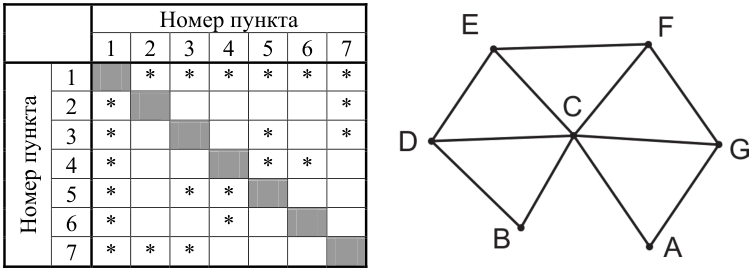 Номер пункта
1 2 3 4 5 6 7
Номер пункта
1 * * * * * *
2 * *
3 * * *
4 * * *
5 * * *
6 * *
7 * * *
E F
C
D G
B A